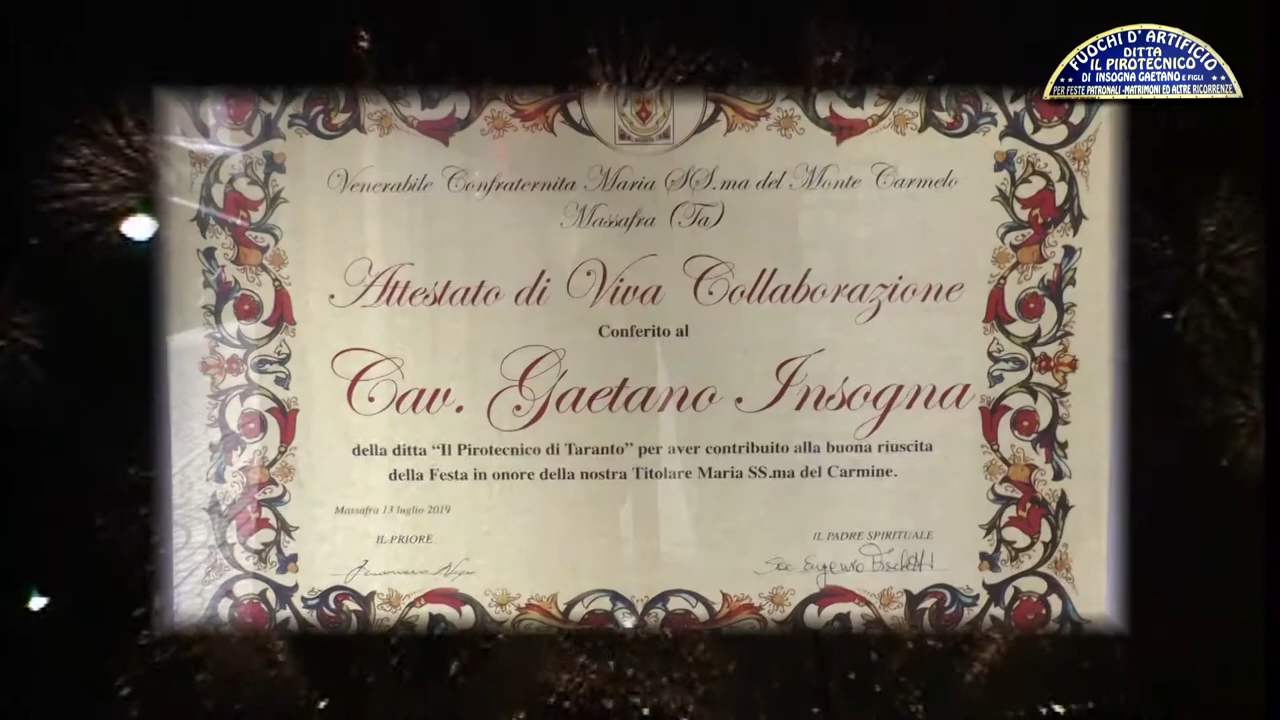 FUOCHI D' ARTIFICIO
DITTA
IL PIROTECNICO
DI INSOGNA GAETANO E FIGLI
PER FESTE PATRONALI -MATRIMONI ED ALTRE RICORRENZE
Venerabile Confraternita Maria SS.ma del Monte Carmelo
Massafra (Ta)
Attestato di Viva Collaborazione
Conferito al
Cav. Gaetano Insogna
della ditta “Il Pirotecnico di Taranto” per aver contribuito alla buona riuscita
della Festa in onore della nostra Titolare Maria SS.ma del Carmine.
Massafra 13 luglio 2019
IL PRIORE
IL PADRE SPIRITUALE